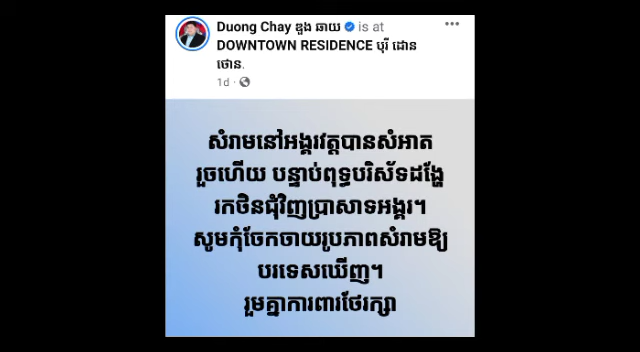 Duong Chay ឌួង ឆាយ is at
DOWNTOWN RESIDENCE បុរី ដោន
ថោន.
1d ·
សំរាមនៅអង្គរវត្តបានសំអាត
រួចហើយ បន្ទាប់ពុទ្ធបរិស័ទដង្ហែ
រកថិនជុំវិញប្រាសាទអង្គរ។
សូមកុំចែកចាយរូបភាពសំរាមឱ្យ
បរទេសឃើញ។
រួមគ្នាការពារថែរក្សា